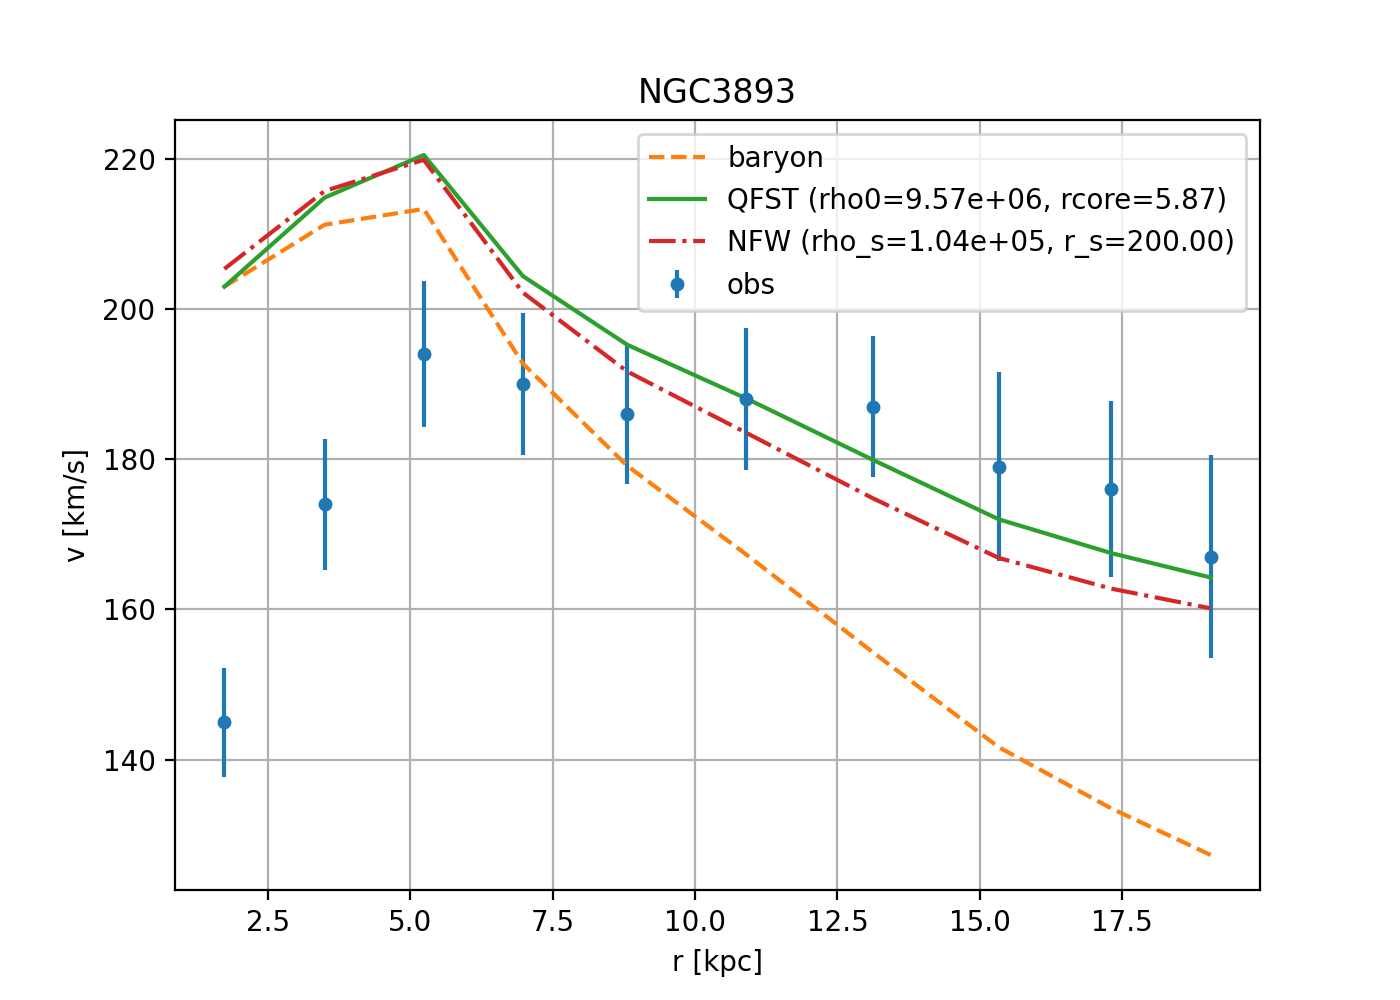 NGC3893
baryon
QFST (rho0=9.57e+06, rcore=5.87)
NFW (rho_s=1.04e+05, r_s=200.00)
obs
220
200
180
160
140
v [km/s]
2.5 5.0 7.5 10.0 12.5 15.0 17.5
r [kpc]